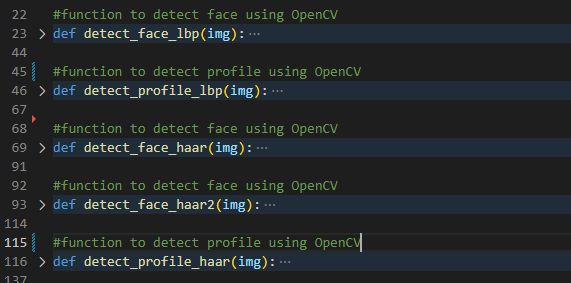 22 #function to detect face using OpenCV
23 > def detect_face_lbp(img):···
44
45 #function to detect profile using OpenCV
46 > def detect_profile_lbp(img):···
67
68 #function to detect face using OpenCV
69 > def detect_face_haar(img):···
91
92 #function to detect face using OpenCV
93 > def detect_face_haar2(img):···
114
115 #function to detect profile using OpenCV
116 > def detect_profile_haar(img):···
137